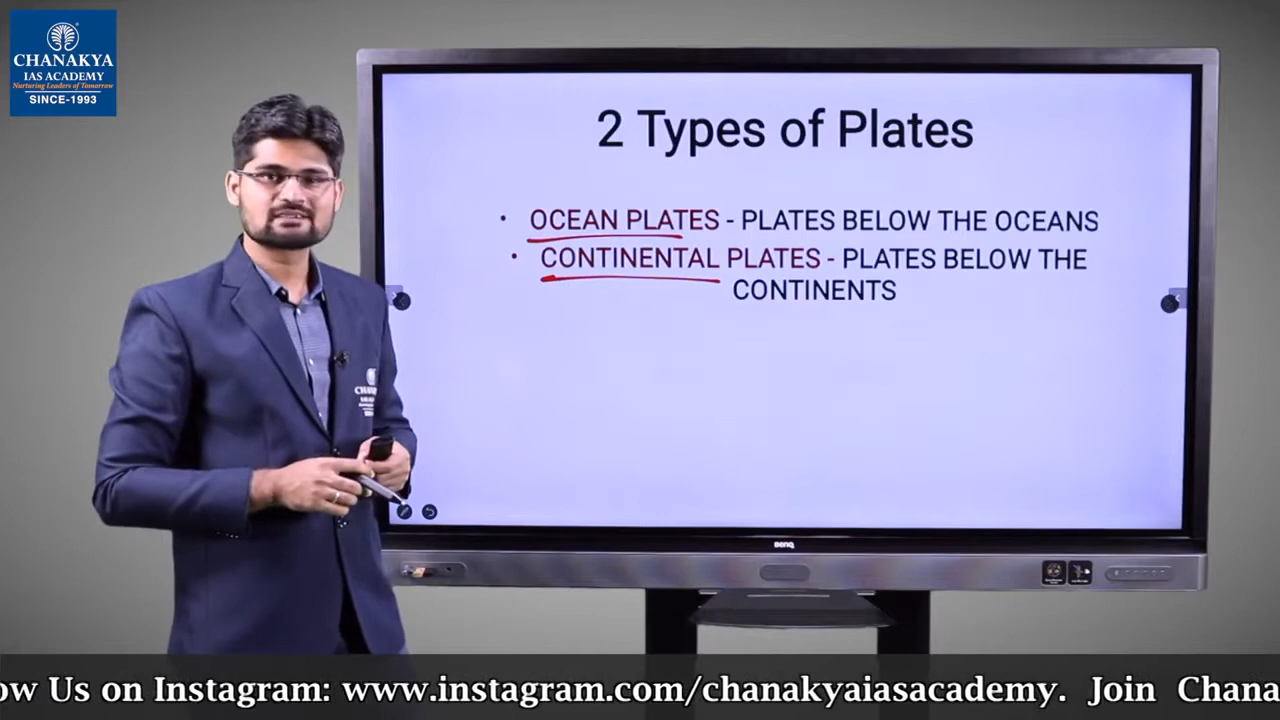 CHANAKYA
IAS ACADEMY
Nurturing Leaders of Tomorrow
SINCE-1993
2 Types of Plates
• OCEAN PLATES - PLATES BELOW THE OCEANS
• CONTINENTAL PLATES - PLATES BELOW THE
CONTINENTS
BenQ
ow Us on Instagram: www.instagram.com/chanakyaiasacademy. Join Chana